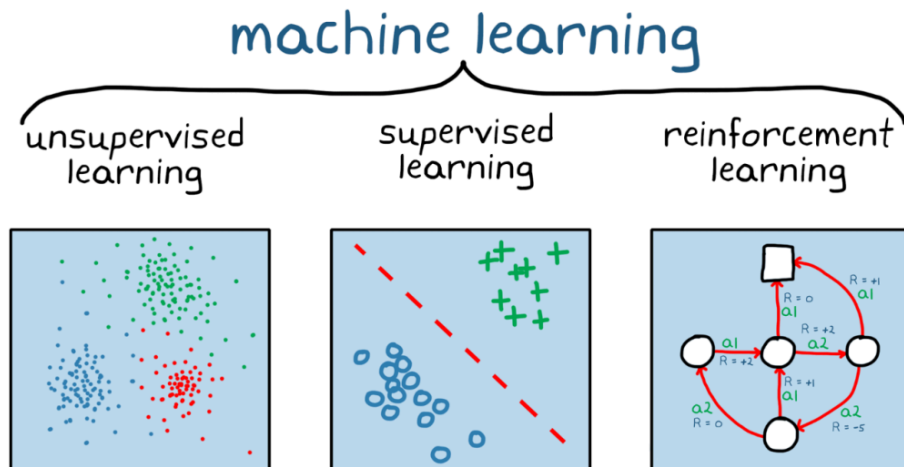 machine learning
unsupervised
learning
supervised
learning
reinforcement
learning
R = +1
a1
R = 0
a1
R = +2
a2
a1
R = +2
R = +1
a1
a2
R = 0
a2
R = -5